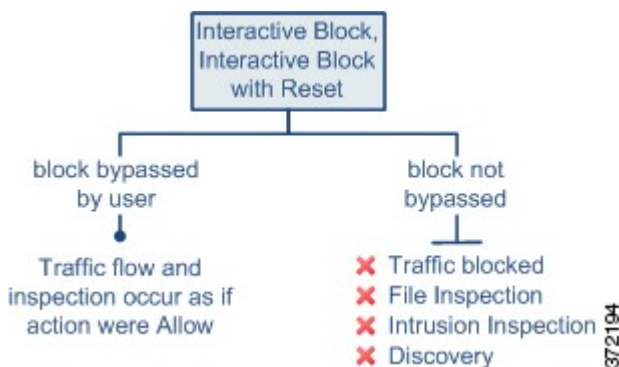 Interactive Block,
Interactive Block
with Reset
block bypassed
by user
Traffic flow and
inspection occur as if
action were Allow
block not
bypassed
Traffic blocked
File Inspection
Intrusion Inspection
Discovery
372194